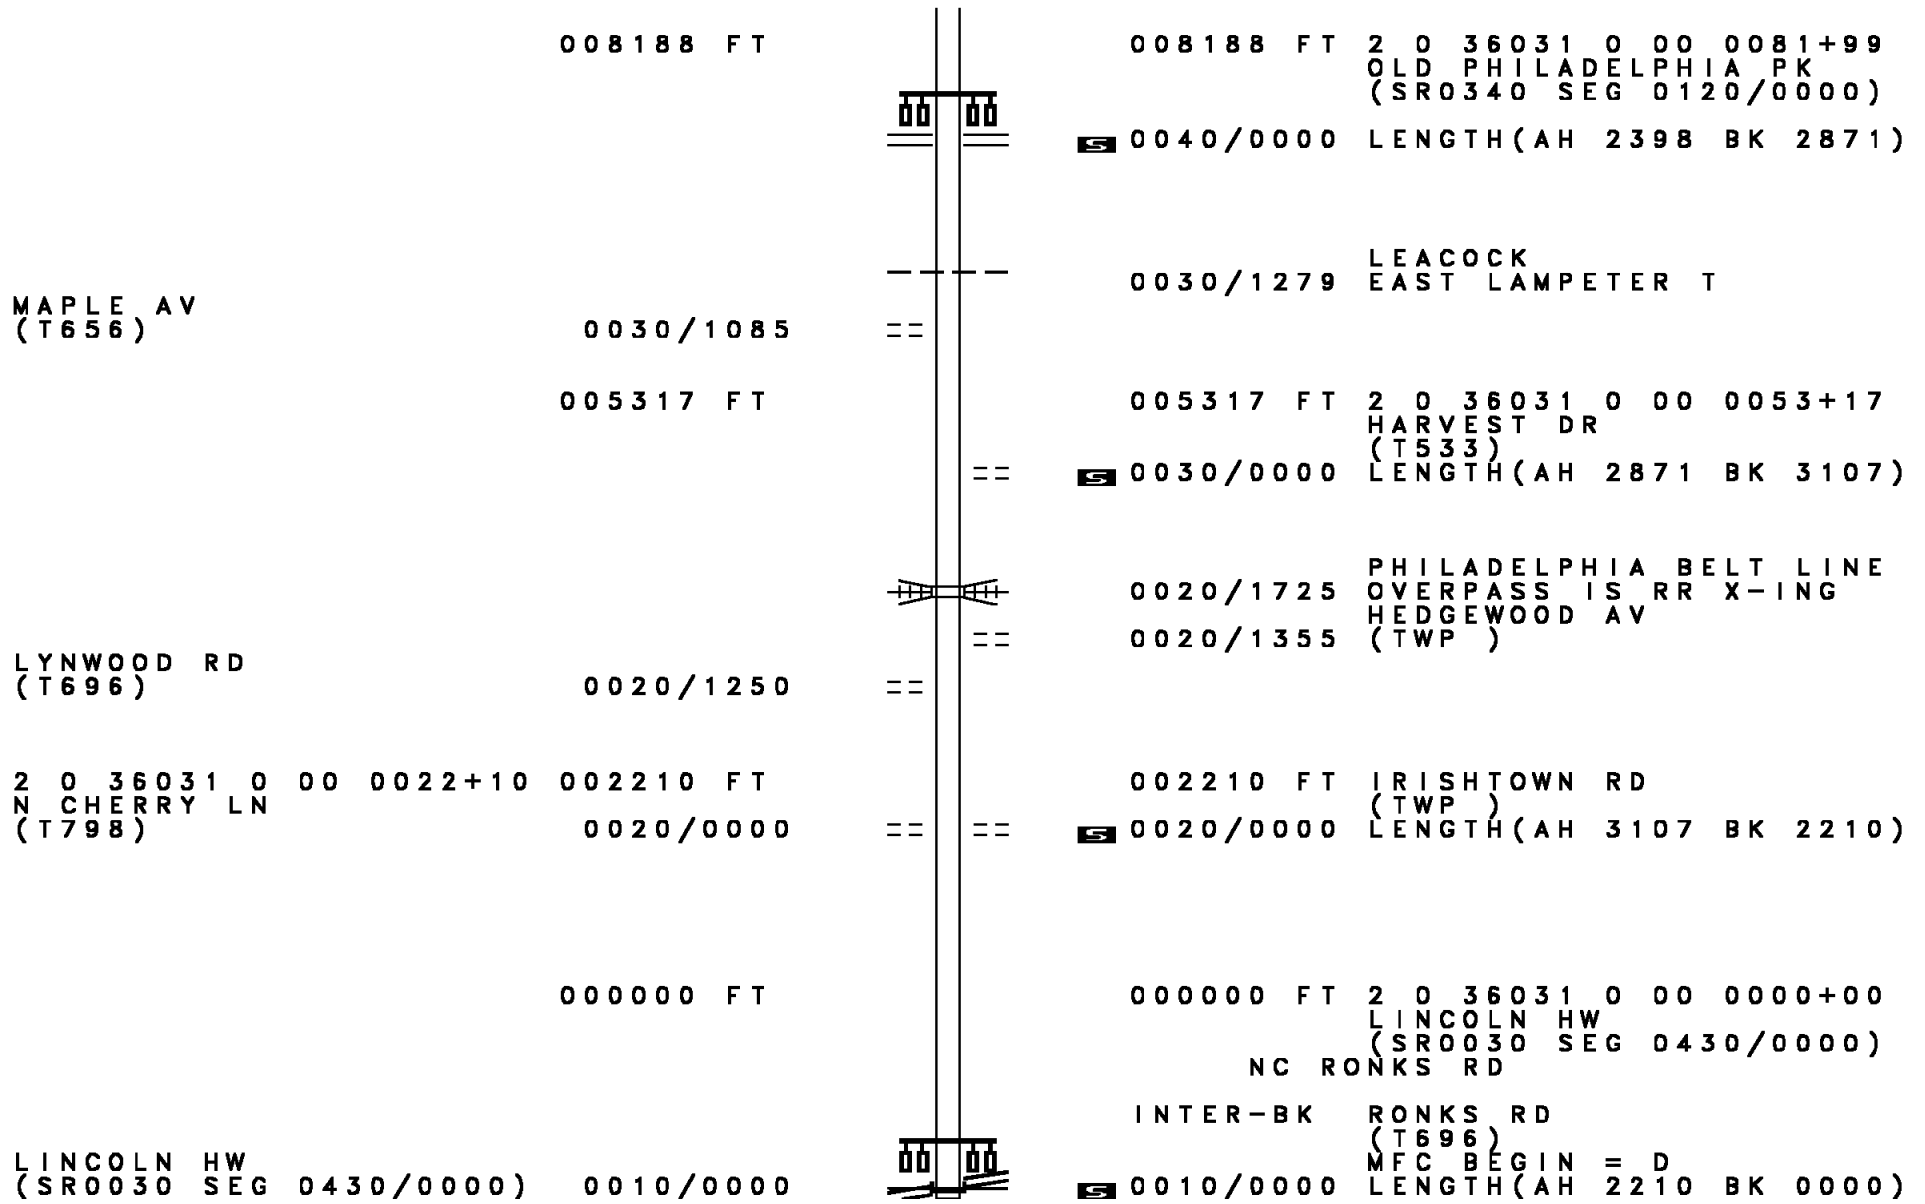 008188 FT 008188 FT 2 0 36031 0 00 0081+99
OLD PHILADELPHIA PK
(SR0340 SEG 0120/0000)
S 0040/0000 LENGTH(AH 2398 BK 2871)
LEACOCK
0030/1279 EAST LAMPETER T
MAPLE AV
(T656) 0030/1085
005317 FT 005317 FT 2 0 36031 0 00 0053+17
HARVEST DR
(T533)
S 0030/0000 LENGTH(AH 2871 BK 3107)
PHILADELPHIA BELT LINE
0020/1725 OVERPASS IS RR X-ING
HEDGEWOOD AV
0020/1355 (TWP )
LYNWOOD RD
(T696) 0020/1250
2 0 36031 0 00 0022+10 002210 FT 002210 FT IRISHTOWN RD
N CHERRY LN (TWP )
(T798) 0020/0000 S 0020/0000 LENGTH(AH 3107 BK 2210)
000000 FT 000000 FT 2 0 36031 0 00 0000+00
LINCOLN HW
(SR0030 SEG 0430/0000)
NC RONKS RD
INTER-BK RONKS RD
(T696)
LINCOLN HW MFC BEGIN = D
(SR0030 SEG 0430/0000) 0010/0000 S 0010/0000 LENGTH(AH 2210 BK 0000)